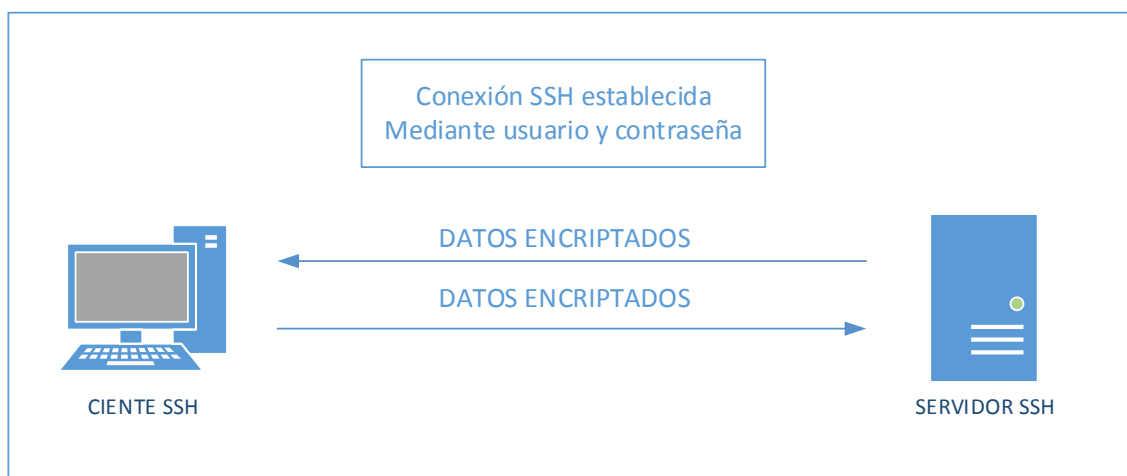 Conexión SSH establecida
Mediante usuario y contraseña
DATOS ENCRIPTADOS
DATOS ENCRIPTADOS
CIENTE SSH
SERVIDOR SSH